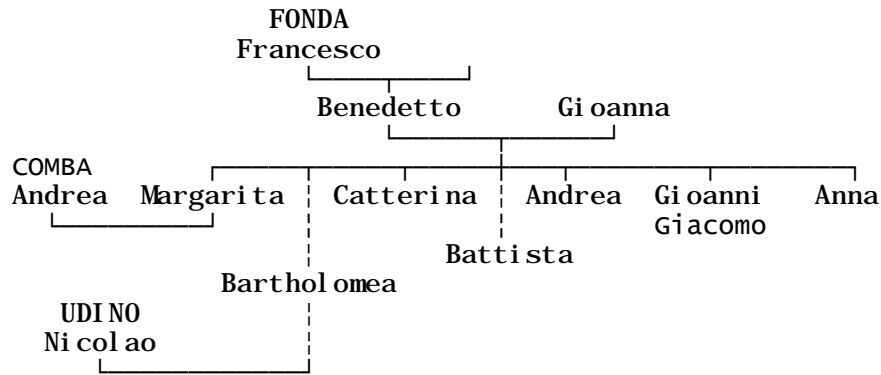 FONDA
Francesco
Benedetto Gioanna
COMBA
Andrea Margarita Catterina Andrea Gioanni Anna
Giacomo
Battista
Bartholomea
UDINO
Nicolao